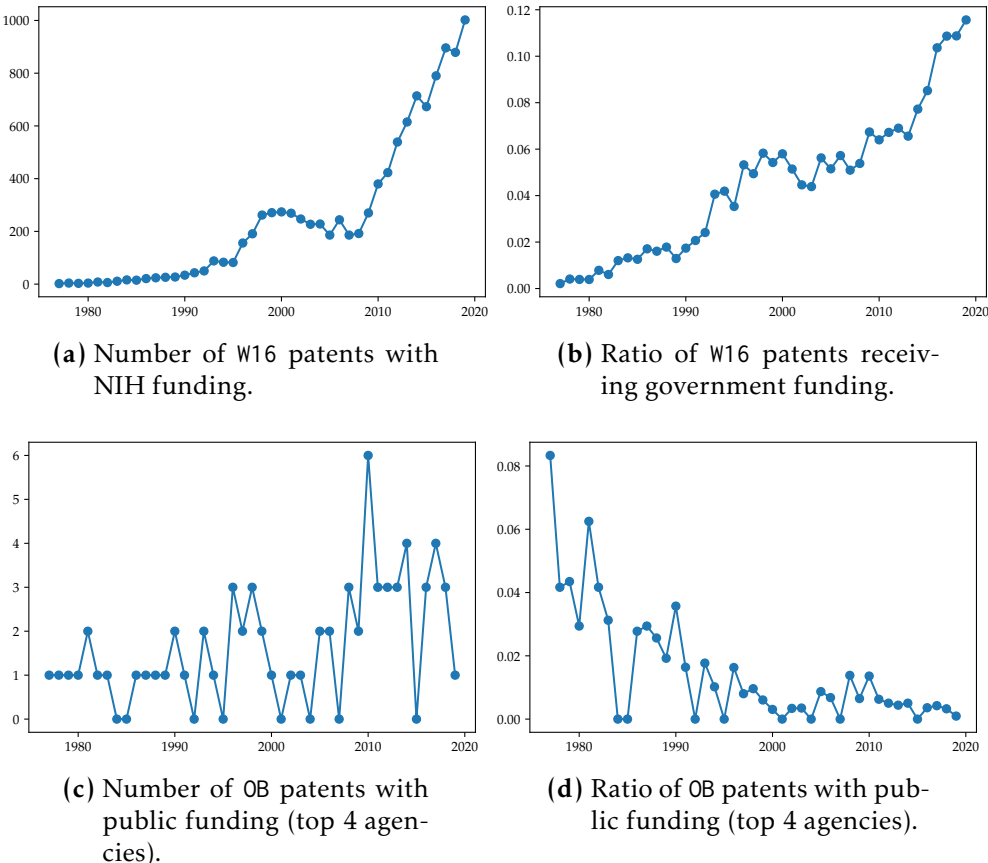 1000
800
600
400
200
0
1980 1990 2000 2010 2020
0.12
0.10
0.08
0.06
0.04
0.02
0.00
1980 1990 2000 2010 2020
(a) Number of W16 patents with
NIH funding.
(b) Ratio of W16 patents receiv-
ing government funding.
6
5
4
3
2
1
0
1980 1990 2000 2010 2020
0.08
0.06
0.04
0.02
0.00
1980 1990 2000 2010 2020
(c) Number of OB patents with
public funding (top 4 agen-
cies).
(d) Ratio of OB patents with pub-
lic funding (top 4 agencies).